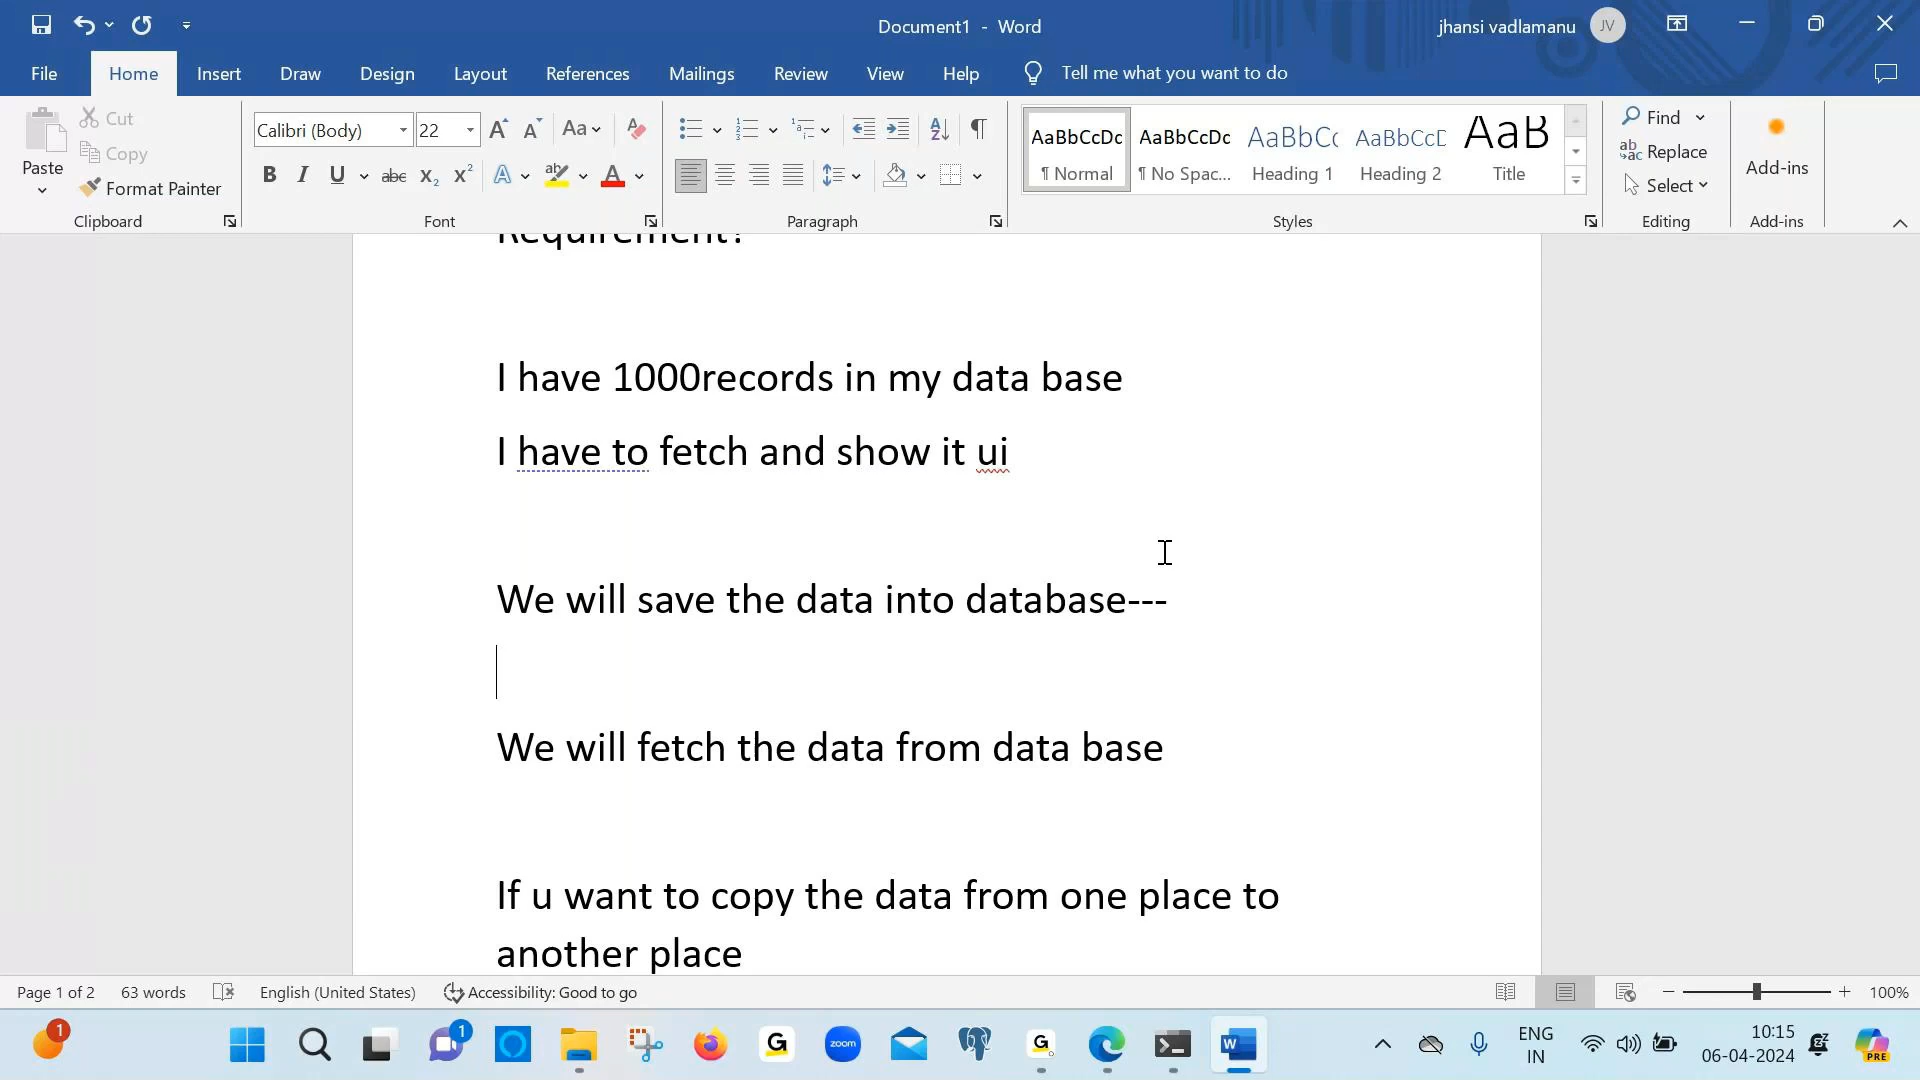 Document1 - Word
jhansi vadlamanu JV
File Home Insert Draw Design Layout References Mailings Review View Help Tell me what you want to do
Paste
Cut
Copy
Format Painter
Clipboard
Calibri (Body) 22
Font
Paragraph
AaBbCcDc AaBbCcDc AaBbCc AaBbCcD AaB
¶ Normal ¶ No Spac... Heading 1 Heading 2 Title
Styles
Find
Replace
Select
Editing
Add-ins
Add-ins
Requirement?
I have 1000records in my data base
I have to fetch and show it ui
We will save the data into database---
We will fetch the data from data base
If u want to copy the data from one place to
another place
Page 1 of 2 63 words English (United States) Accessibility: Good to go 100%
1
1
zoom
ENG
IN
10:15
06-04-2024
PRE